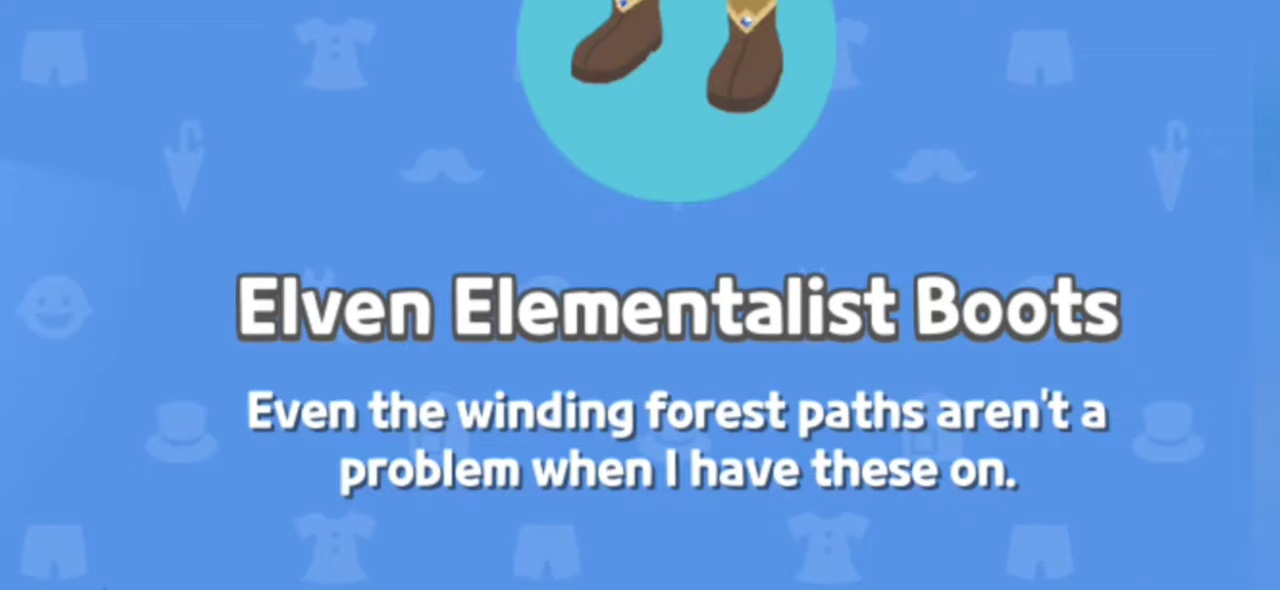 Elven Elementalist Boots
Even the winding forest paths aren't a
problem when I have these on.